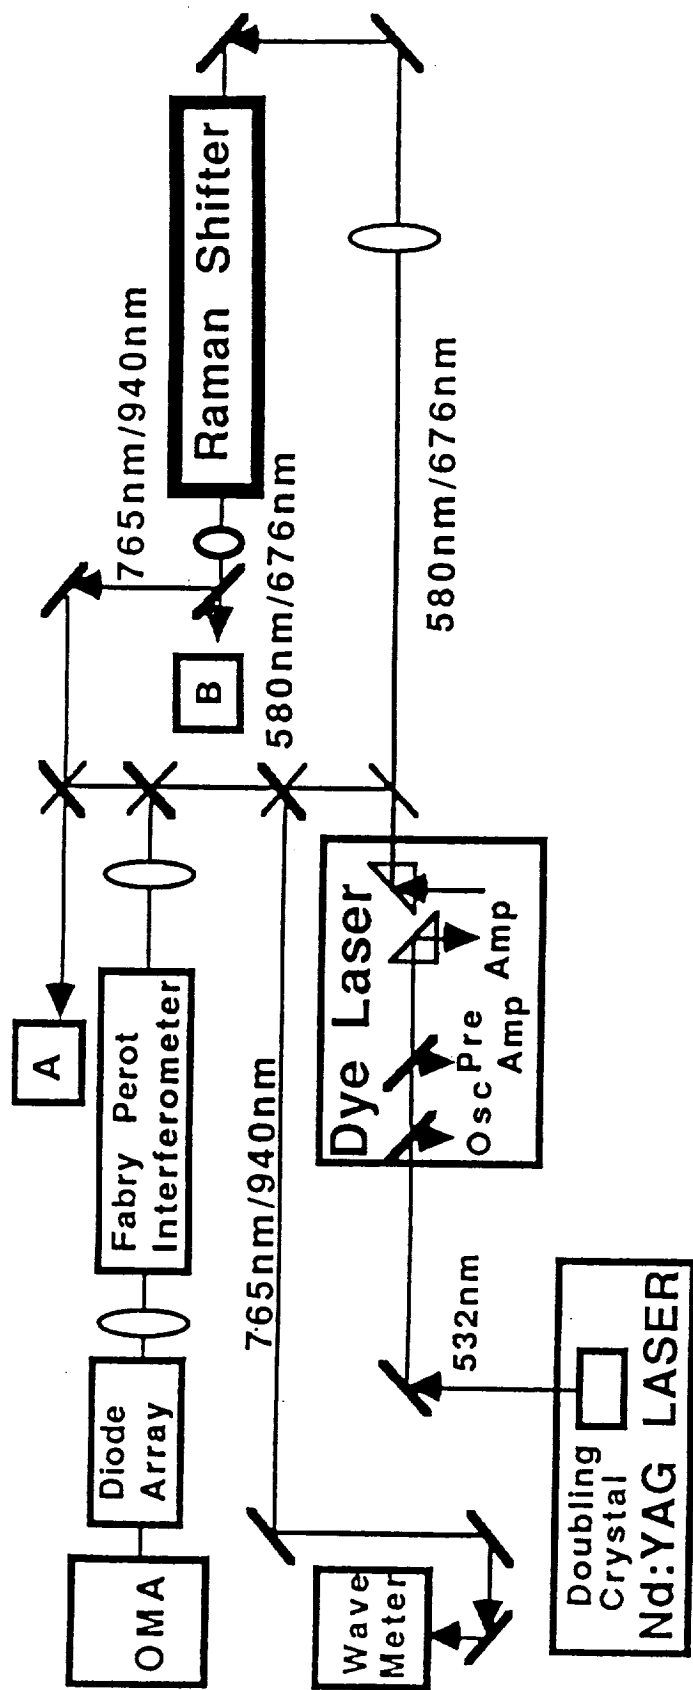 OMA
Diode
Array
Fabry Perot
Interferometer
A
765nm/940nm
B
Raman Shifter
580nm/676nm
765nm/940nm
Wave
Meter
Dye Laser
Osc
Pre
Amp
Amp
580nm/676nm
532nm
Doubling
Crystal
Nd:YAG LASER